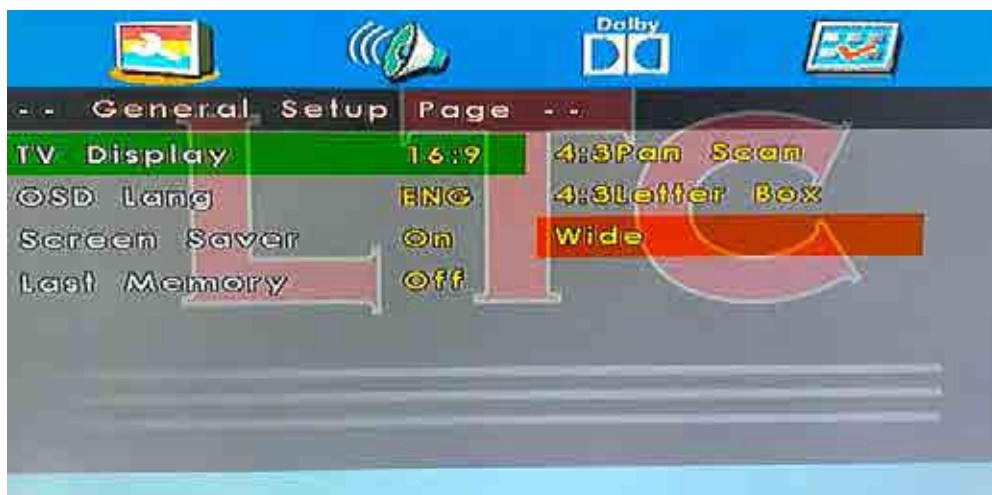 Dolby
-- General Setup Page --
TV Display 16:9 4:3Pan Scan
OSD Lang ENG 4:3Letter Box
Screen Saver On Wide
Last Memory Off
LTC